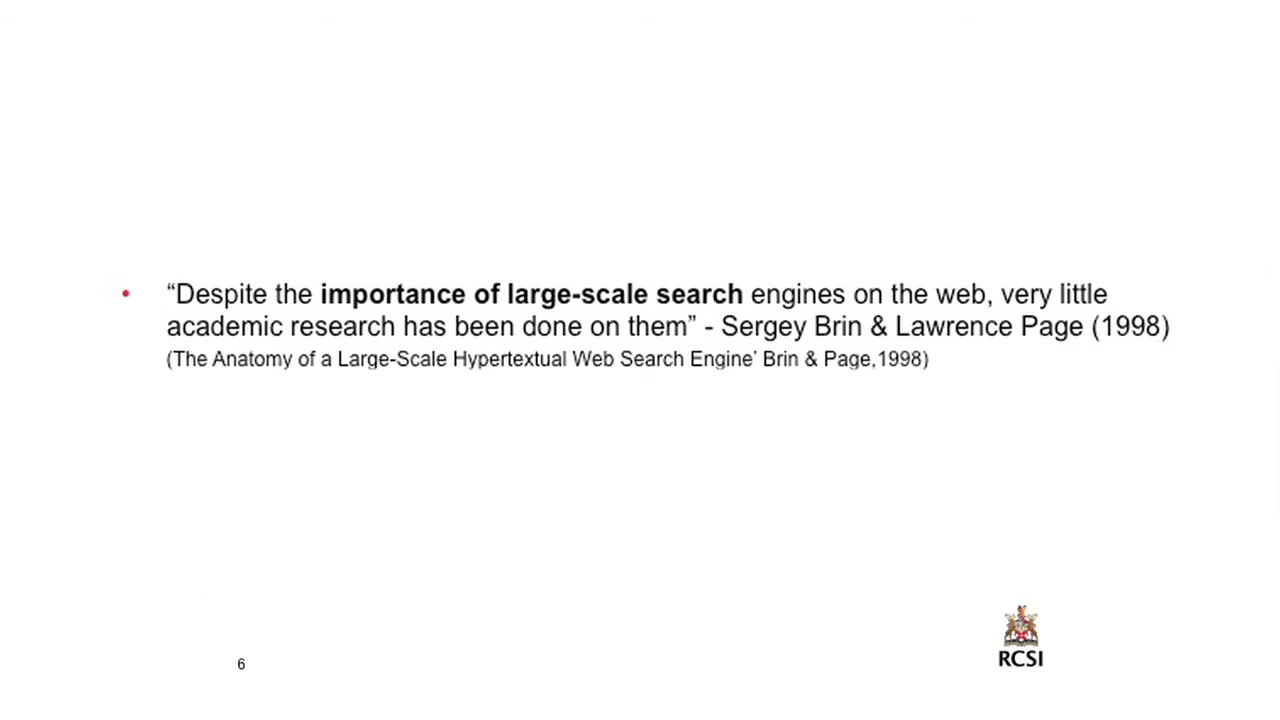 • “Despite the importance of large-scale search engines on the web, very little
academic research has been done on them” - Sergey Brin & Lawrence Page (1998)
(The Anatomy of a Large-Scale Hypertextual Web Search Engine’ Brin & Page,1998)
6
RCSI